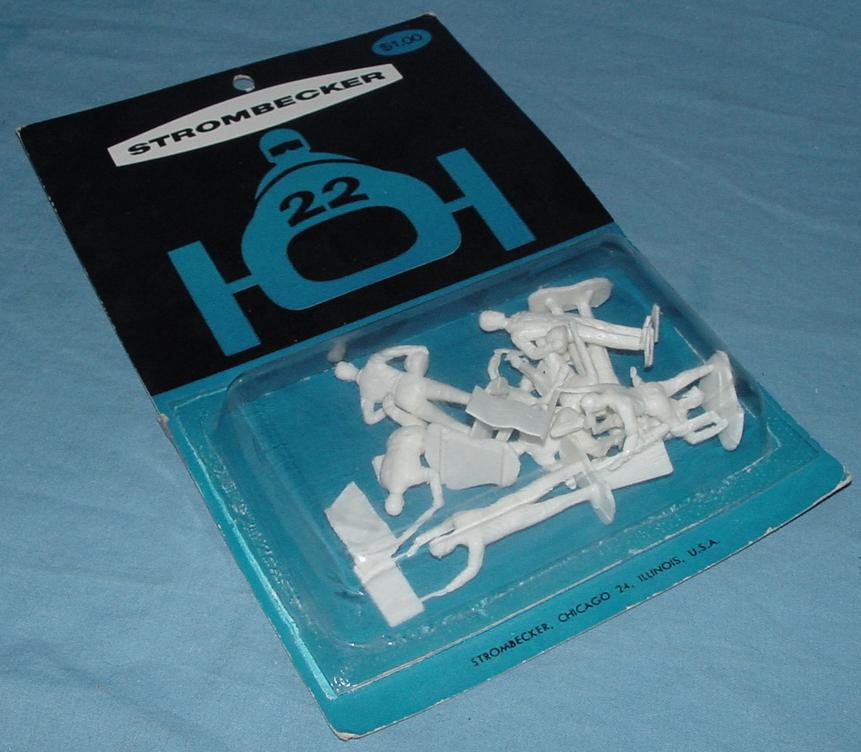 $1.00
STROMBECKER
22
STROMBECKER, CHICAGO 24, ILLINOIS, U.S.A.